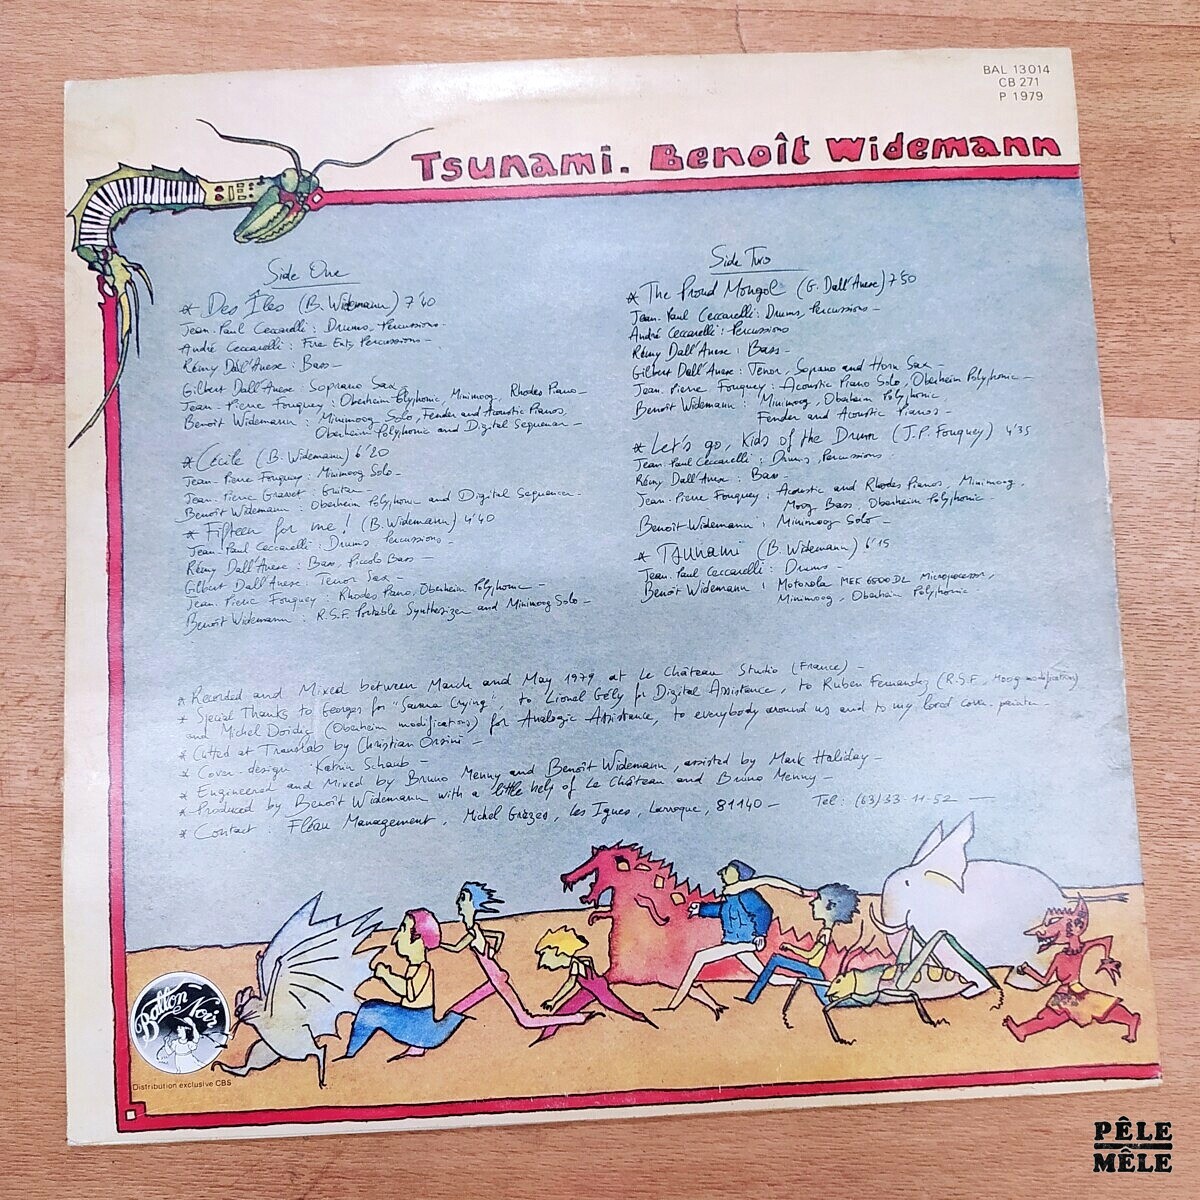 BAL 13014
CB 271
P 1979
Tsunami. Benoît Widemann
Side One
* Des Îles (B. Widemann) 7'40
Jean-Paul Ceccarelli : Drums, Percussions -
André Ceccarelli : Fire Exts, Percussions -
Rémy Dall'Anese : Bass -
Gilbert Dall'Anese : Soprano Sax -
Jean-Pierre Fouquey : Oberheim Polyphonic, Minimoog, Rhodes Piano -
Benoît Widemann : Minimoog Solo, Fender and Acoustic Pianos,
Oberheim Polyphonic and Digital Sequencer -
* Cécile (B. Widemann) 6'20
Jean-Pierre Fouquey : Minimoog Solo -
Jean-Pierre Grasset : Guitar -
Benoît Widemann : Oberheim Polyphonic and Digital Sequencer -
* Fifteen for me ! (B. Widemann) 4'40
Jean-Paul Ceccarelli : Drums, Percussions -
Rémy Dall'Anese : Bass, Piccolo Bass -
Gilbert Dall'Anese : Tenor Sax -
Jean-Pierre Fouquey : Rhodes Piano, Oberheim Polyphonic -
Benoît Widemann : R.S.F. Portable Synthesizer and Minimoog Solo -
Side Two
* The Proud Mongol (G. Dall'Anese) 7'50
Jean-Paul Ceccarelli : Drums, Percussions -
André Ceccarelli : Percussions
Rémy Dall'Anese : Bass -
Gilbert Dall'Anese : Tenor, Soprano and Horn Sax -
Jean-Pierre Fouquey : Acoustic Piano Solo, Oberheim Polyphonic -
Benoît Widemann : Minimoog, Oberheim Polyphonic,
Fender and Acoustic Pianos -
* Let's go, Kids of the Drum (J.P. Fouquey) 4'35
Jean-Paul Ceccarelli : Drums, Percussions
Rémy Dall'Anese : Bass -
Jean-Pierre Fouquey : Acoustic and Rhodes Pianos, Minimoog,
Moog Bass, Oberheim Polyphonic -
Benoît Widemann : Minimoog Solo -
* Tsunami (B. Widemann) 6'15
Jean-Paul Ceccarelli : Drums -
Benoît Widemann : Motorola MEK 6800 D2 Microprocessor,
Minimoog, Oberheim Polyphonic
* Recorded and Mixed between March and May 1979 at Le Château Studio (France) -
* Special Thanks to Georges for "Savana Crying", to Lionel Gély for Digital Assistance, to Ruben Fernandez (R.S.F., Moog modification)
and Michel Doidig (Oberheim modifications) for Analogic Assistance, to everybody around us and to my loved cover-painter -
* Cutted at Translab by Christian Orsini -
* Cover-design : Katrin Schaub -
* Engineered and Mixed by Bruno Menny and Benoît Widemann, assisted by Mark Haliday -
* Produced by Benoît Widemann with a little help of Le Château and Bruno Menny -
* Contact : Fléau Management, Michel Grèzes, Les Ignes, Larroque, 81140 - Tel : (63) 33-11-52 -
Ballon Noir
Distribution exclusive CBS
PÊLE
MÊLE